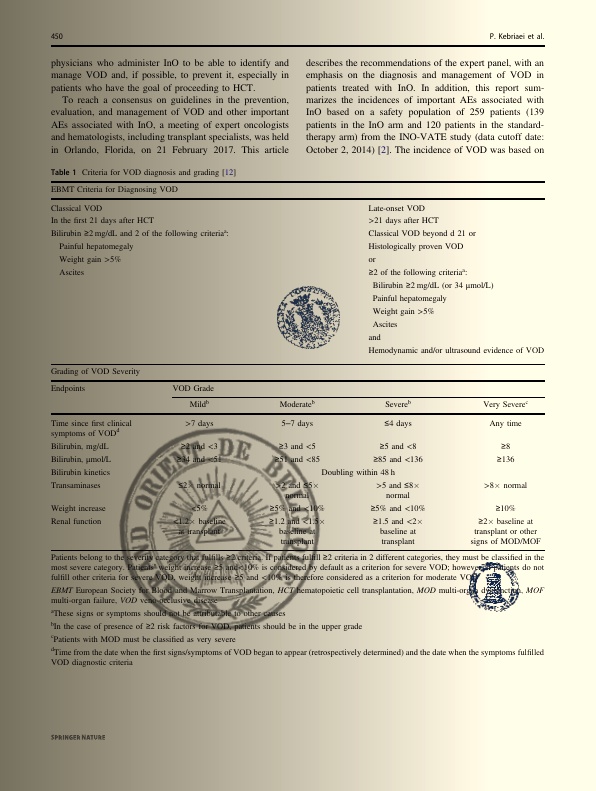 450
P. Kebriaei et al.
physicians who administer InO to be able to identify and
manage VOD and, if possible, to prevent it, especially in
patients who have the goal of proceeding to HCT.
To reach a consensus on guidelines in the prevention,
evaluation, and management of VOD and other important
AEs associated with InO, a meeting of expert oncologists
and hematologists, including transplant specialists, was held
in Orlando, Florida, on 21 February 2017. This article
describes the recommendations of the expert panel, with an
emphasis on the diagnosis and management of VOD in
patients treated with InO. In addition, this report sum-
marizes the incidences of important AEs associated with
InO based on a safety population of 259 patients (139
patients in the InO arm and 120 patients in the standard-
therapy arm) from the INO-VATE study (data cutoff date:
October 2, 2014) [2]. The incidence of VOD was based on
Table 1 Criteria for VOD diagnosis and grading [12]
EBMT Criteria for Diagnosing VOD
Classical VOD
In the first 21 days after HCT
Bilirubin ≥2 mg/dL and 2 of the following criteriaᵃ:
Painful hepatomegaly
Weight gain >5%
Ascites
Late-onset VOD
>21 days after HCT
Classical VOD beyond d 21 or
Histologically proven VOD
or
≥2 of the following criteriaᵃ:
Bilirubin ≥2 mg/dL (or 34 µmol/L)
Painful hepatomegaly
Weight gain >5%
Ascites
and
Hemodynamic and/or ultrasound evidence of VOD
Grading of VOD Severity
Endpoints VOD Grade
Mildᵇ Moderateᵇ Severeᵇ Very Severeᶜ
Time since first clinical symptoms of VODᵈ >7 days 5–7 days ≤4 days Any time
Bilirubin, mg/dL ≥2 and <3 ≥3 and <5 ≥5 and <8 ≥8
Bilirubin, µmol/L ≥34 and <51 ≥51 and <85 ≥85 and <136 ≥136
Bilirubin kinetics Doubling within 48 h
Transaminases ≤2× normal >2 and ≤5× normal >5 and ≤8× normal >8× normal
Weight increase <5% ≥5% and <10% ≥5% and <10% ≥10%
Renal function <1.2× baseline at transplant ≥1.2 and <1.5× baseline at transplant ≥1.5 and <2× baseline at transplant ≥2× baseline at transplant or other signs of MOD/MOF
Patients belong to the severity category that fulfills ≥2 criteria. If patients fulfill ≥2 criteria in 2 different categories, they must be classified in the
most severe category. Patients' weight increase ≥5 and<10% is considered by default as a criterion for severe VOD; however, if patients do not
fulfill other criteria for severe VOD, weight increase ≥5 and <10% is therefore considered as a criterion for moderate VOD
EBMT European Society for Blood and Marrow Transplantation, HCT hematopoietic cell transplantation, MOD multi-organ dysfunction, MOF
multi-organ failure, VOD veno-occlusive disease
ᵃThese signs or symptoms should not be attributable to other causes
ᵇIn the case of presence of ≥2 risk factors for VOD, patients should be in the upper grade
ᶜPatients with MOD must be classified as very severe
ᵈTime from the date when the first signs/symptoms of VOD began to appear (retrospectively determined) and the date when the symptoms fulfilled
VOD diagnostic criteria
ORIENT DE
SPRINGER NATURE